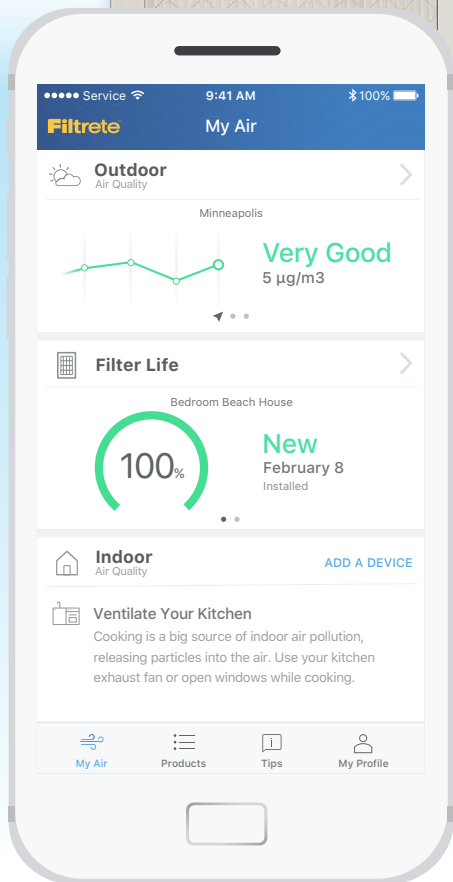 Service
9:41 AM
100%
Filtrete
My Air
Outdoor
Air Quality
Minneapolis
Very Good
5 µg/m3
Filter Life
Bedroom Beach House
100%
New
February 8
Installed
Indoor
Air Quality
ADD A DEVICE
Ventilate Your Kitchen
Cooking is a big source of indoor air pollution,
releasing particles into the air. Use your kitchen
exhaust fan or open windows while cooking.
My Air
Products
Tips
My Profile